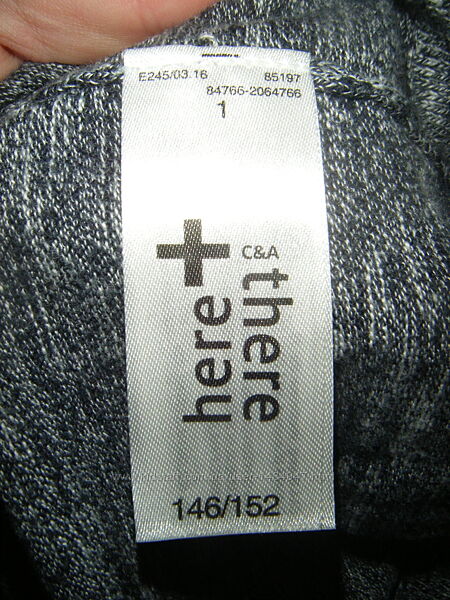 E245/03.16 85197
84766-2064766
1
here + there
C&A
146/152